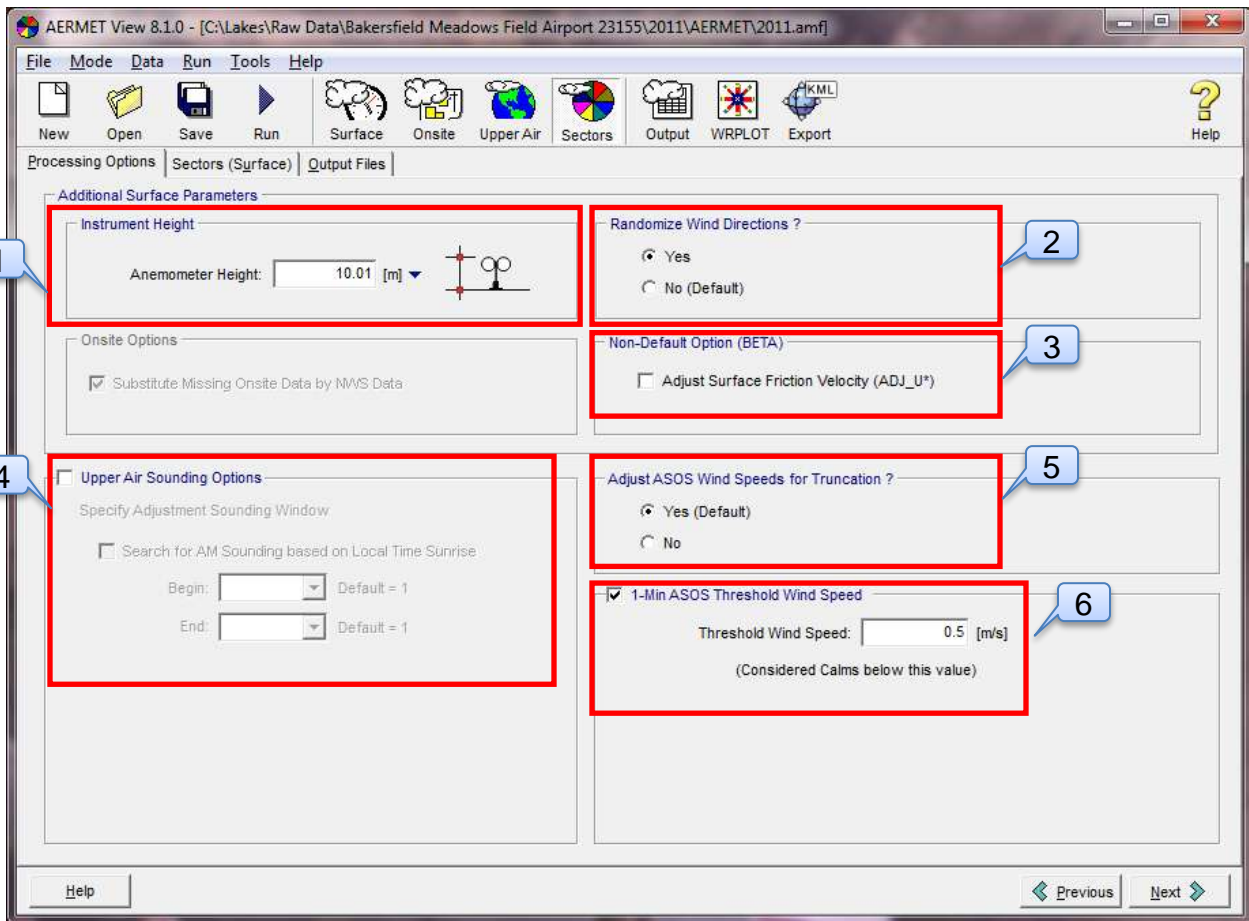 AERMET View 8.1.0 - [C:\Lakes\Raw Data\Bakersfield Meadows Field Airport 23155\2011\AERMET\2011.amf]
File Mode Data Run Tools Help
KML
New Open Save Run Surface Onsite Upper Air Sectors Output WRPLOT Export Help
Processing Options Sectors (Surface) Output Files
Additional Surface Parameters
Instrument Height
Anemometer Height: 10.01 [m]
1
Randomize Wind Directions ?
Yes
No (Default)
2
Onsite Options
Substitute Missing Onsite Data by NWS Data
Non-Default Option (BETA)
Adjust Surface Friction Velocity (ADJ_U*)
3
4
Upper Air Sounding Options
Specify Adjustment Sounding Window
Search for AM Sounding based on Local Time Sunrise
Begin: Default = 1
End: Default = 1
Adjust ASOS Wind Speeds for Truncation ?
Yes (Default)
No
5
1-Min ASOS Threshold Wind Speed
Threshold Wind Speed: 0.5 [m/s]
(Considered Calms below this value)
6
Help Previous Next